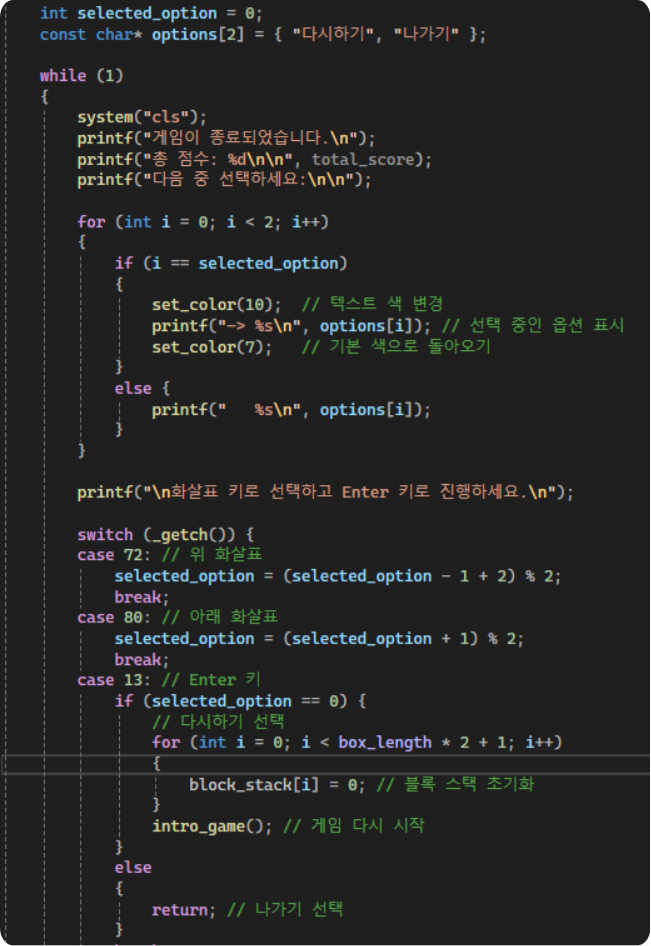 int selected_option = 0;
const char* options[2] = { "다시하기", "나가기" };
while (1)
{
system("cls");
printf("게임이 종료되었습니다.\n");
printf("총 점수: %d\n\n", total_score);
printf("다음 중 선택하세요:\n\n");
for (int i = 0; i < 2; i++)
{
if (i == selected_option)
{
set_color(10);  // 텍스트 색 변경
printf("-> %s\n", options[i]); // 선택 중인 옵션 표시
set_color(7);   // 기본 색으로 돌아오기
}
else {
printf("   %s\n", options[i]);
}
}
printf("\n화살표 키로 선택하고 Enter 키로 진행하세요.\n");
switch (_getch()) {
case 72: // 위 화살표
selected_option = (selected_option - 1 + 2) % 2;
break;
case 80: // 아래 화살표
selected_option = (selected_option + 1) % 2;
break;
case 13: // Enter 키
if (selected_option == 0) {
// 다시하기 선택
for (int i = 0; i < box_length * 2 + 1; i++)
{
block_stack[i] = 0; // 블록 스택 초기화
}
intro_game(); // 게임 다시 시작
}
else
{
return; // 나가기 선택
}